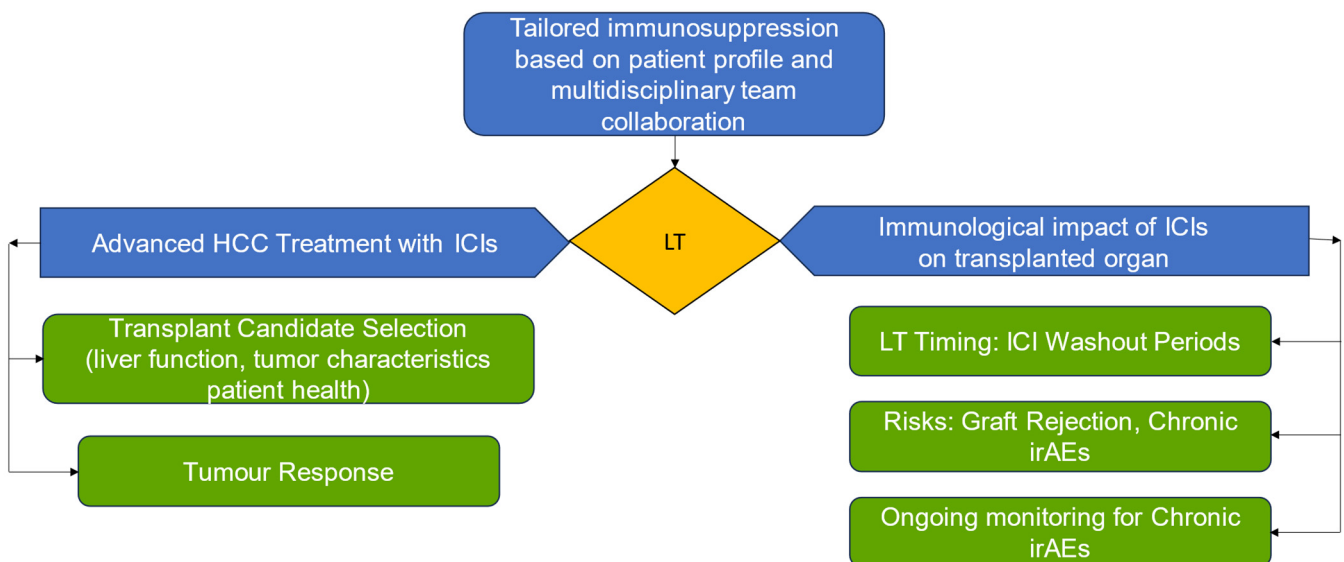 Tailored immunosuppression
based on patient profile and
multidisciplinary team
collaboration
Advanced HCC Treatment with ICIs
LT
Immunological impact of ICIs
on transplanted organ
Transplant Candidate Selection
(liver function, tumor characteristics
patient health)
Tumour Response
LT Timing: ICI Washout Periods
Risks: Graft Rejection, Chronic
irAEs
Ongoing monitoring for Chronic
irAEs